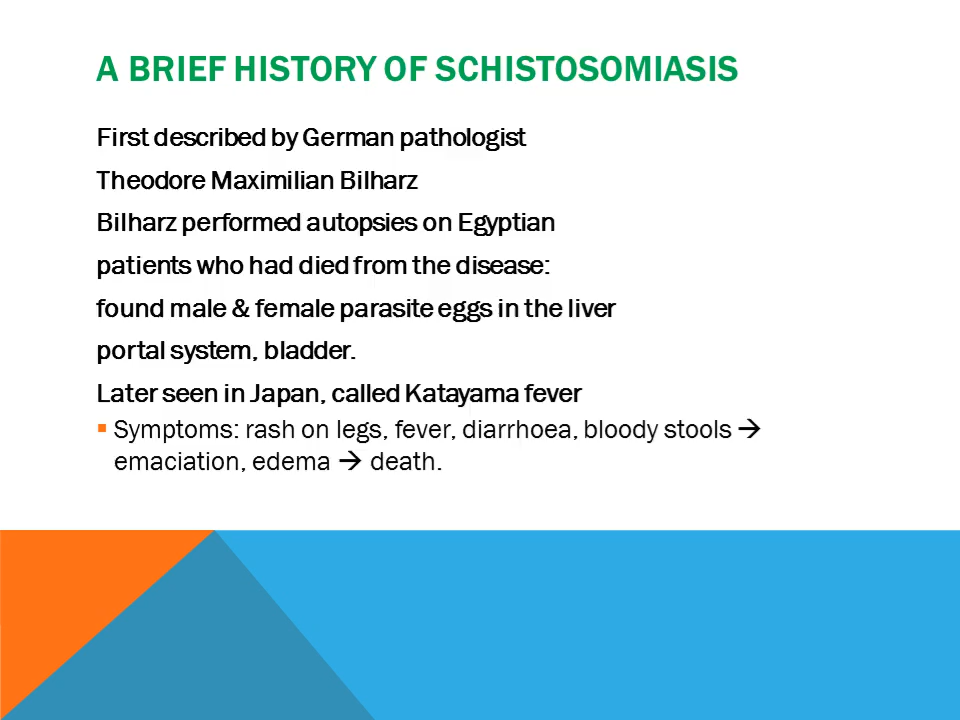 A BRIEF HISTORY OF SCHISTOSOMIASIS
First described by German pathologist
Theodore Maximilian Bilharz
Bilharz performed autopsies on Egyptian
patients who had died from the disease:
found male & female parasite eggs in the liver
portal system, bladder.
Later seen in Japan, called Katayama fever
▪ Symptoms: rash on legs, fever, diarrhoea, bloody stools →
emaciation, edema → death.